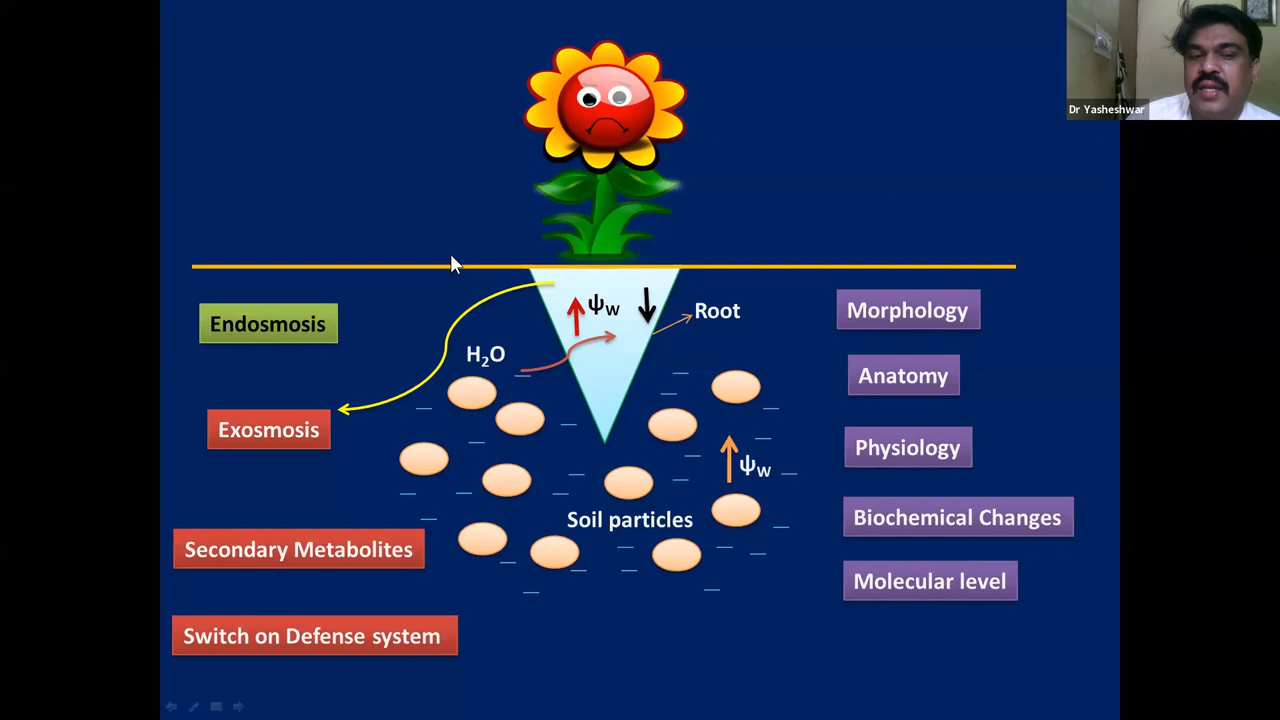 Dr Yasheshwar
Endosmosis
ΨW
Root
Morphology
H2O
Anatomy
Exosmosis
Physiology
ΨW
Soil particles
Biochemical Changes
Secondary Metabolites
Molecular level
Switch on Defense system